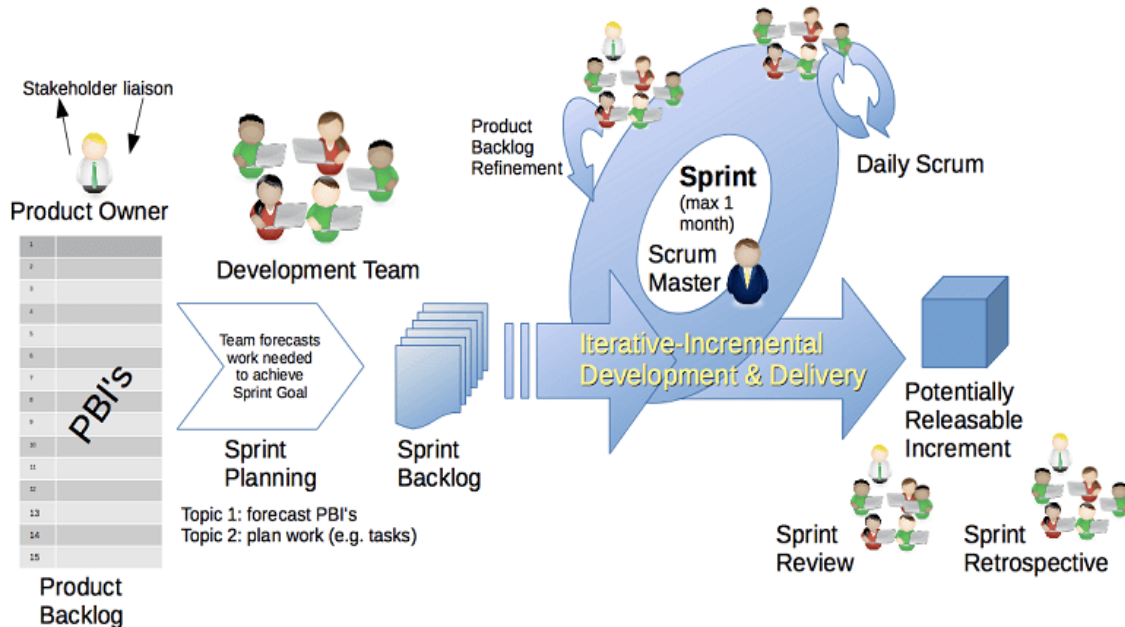 Stakeholder liaison
Product Owner
1
2
3
4
5
6
7
8
9
10
11
12
13
14
15
PBI's
Product
Backlog
Development Team
Team forecasts
work needed
to achieve
Sprint Goal
Sprint
Planning
Topic 1: forecast PBI's
Topic 2: plan work (e.g. tasks)
Sprint
Backlog
Product
Backlog
Refinement
Sprint
(max 1
month)
Scrum
Master
Daily Scrum
Iterative-Incremental
Development & Delivery
Potentially
Releasable
Increment
Sprint
Review
Sprint
Retrospective